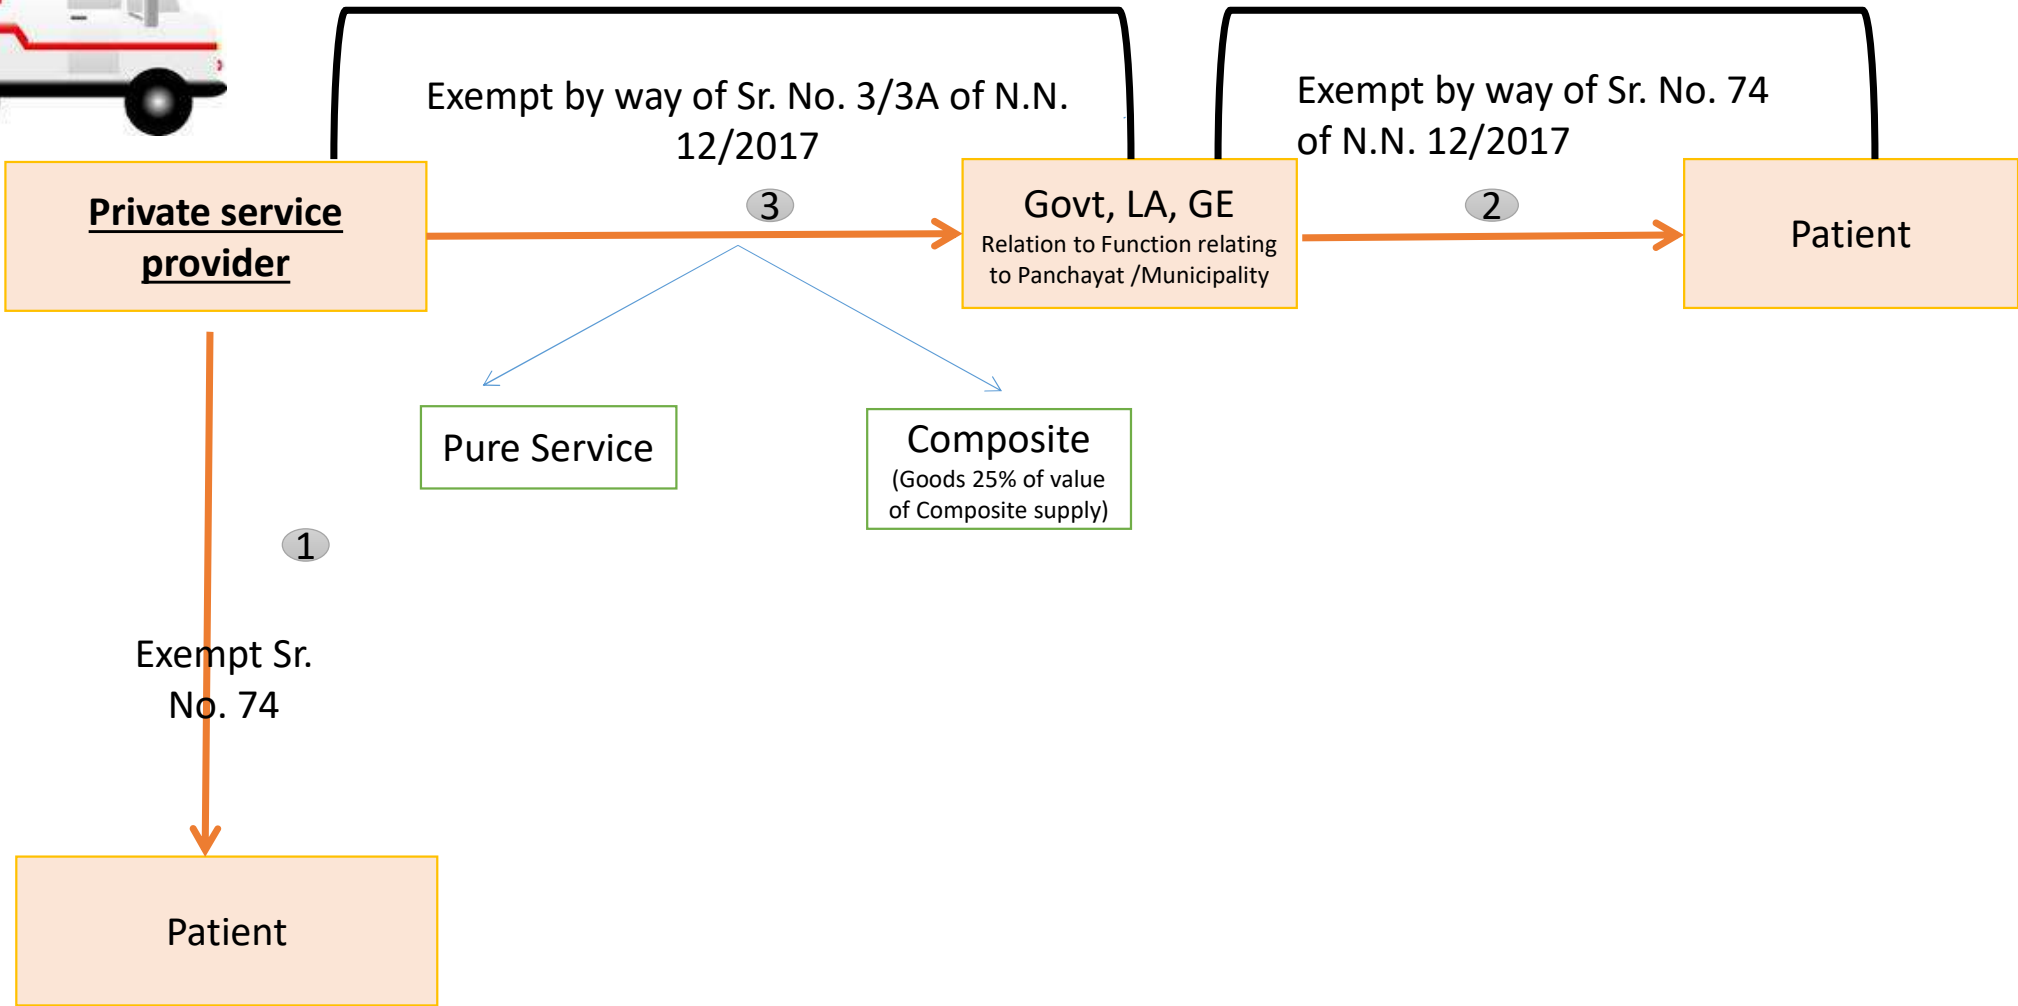 Exempt by way of Sr. No. 3/3A of N.N.
12/2017
Exempt by way of Sr. No. 74
of N.N. 12/2017
Private service
provider
3
Govt, LA, GE
Relation to Function relating
to Panchayat /Municipality
2
Patient
Pure Service
Composite
(Goods 25% of value
of Composite supply)
1
Exempt Sr.
No. 74
Patient